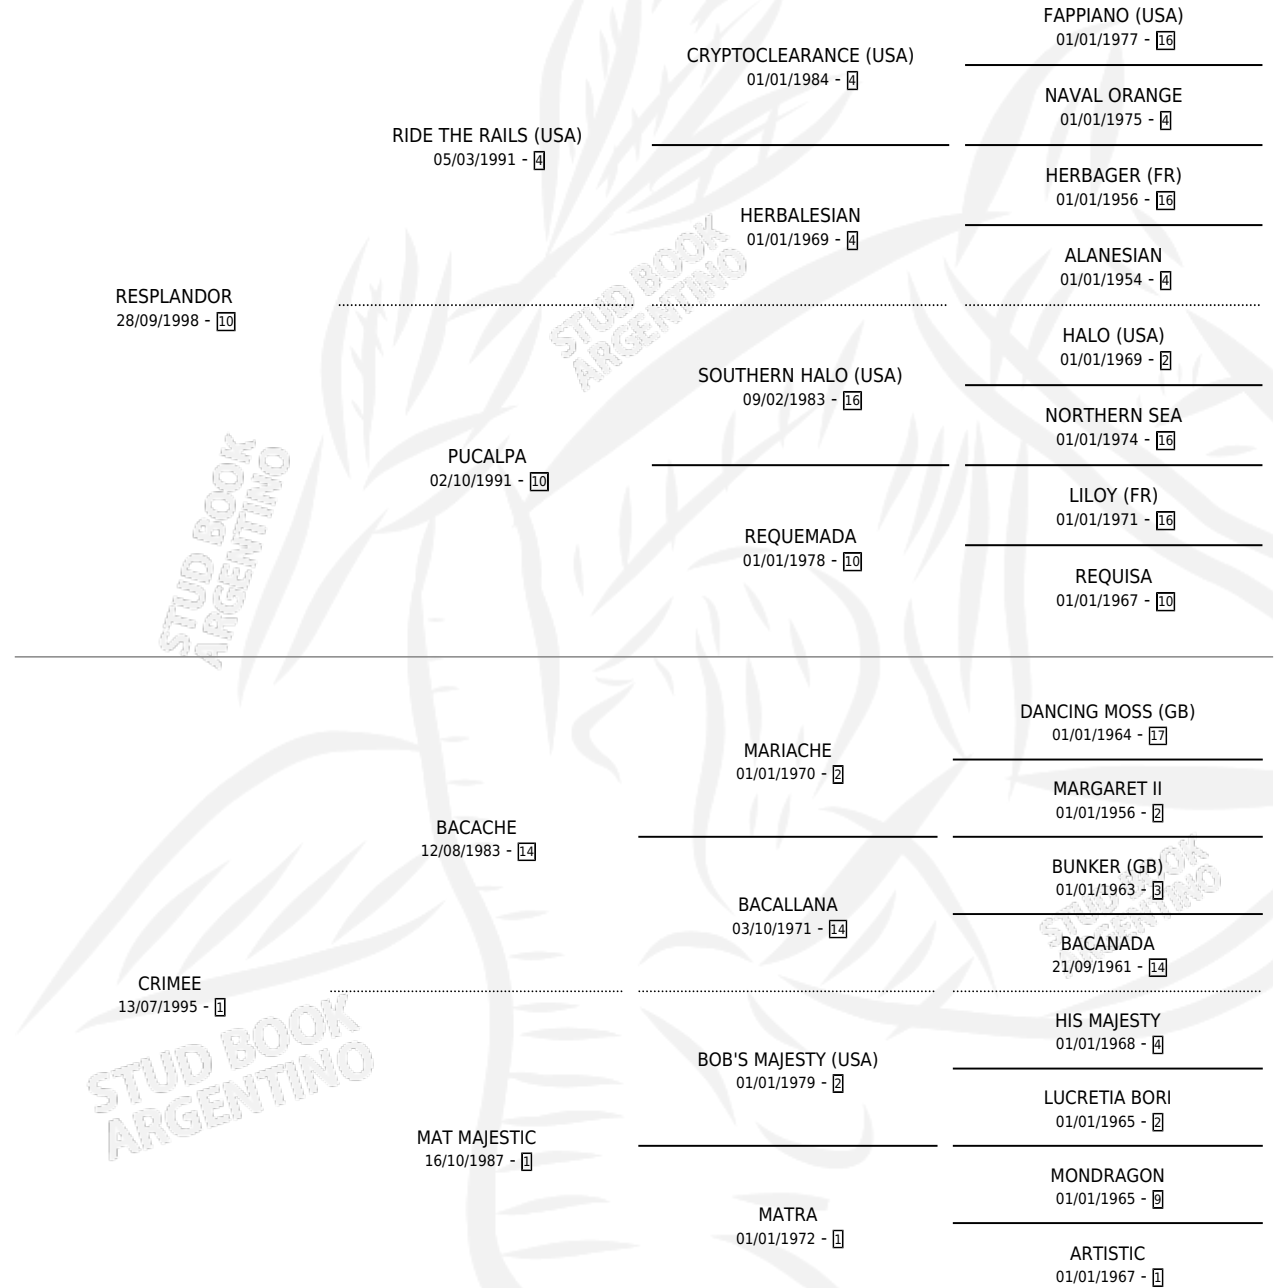 FAPPIANO (USA)
01/01/1977 - 16
CRYPTOCLEARANCE (USA)
01/01/1984 - 4
NAVAL ORANGE
01/01/1975 - 4
RIDE THE RAILS (USA)
05/03/1991 - 4
HERBAGER (FR)
01/01/1956 - 16
HERBALESIAN
01/01/1969 - 4
ALANESIAN
01/01/1954 - 4
RESPLANDOR
28/09/1998 - 10
HALO (USA)
01/01/1969 - 2
SOUTHERN HALO (USA)
09/02/1983 - 16
NORTHERN SEA
01/01/1974 - 16
PUCALPA
02/10/1991 - 10
LILOY (FR)
01/01/1971 - 16
REQUEMADA
01/01/1978 - 10
REQUISA
01/01/1967 - 10
DANCING MOSS (GB)
01/01/1964 - 17
MARIACHE
01/01/1970 - 2
MARGARET II
01/01/1956 - 2
BACACHE
12/08/1983 - 14
BUNKER (GB)
01/01/1963 - 3
BACALLANA
03/10/1971 - 14
BACANADA
21/09/1961 - 14
CRIMEE
13/07/1995 - 1
HIS MAJESTY
01/01/1968 - 4
BOB'S MAJESTY (USA)
01/01/1979 - 2
LUCRETIA BORI
01/01/1965 - 2
MAT MAJESTIC
16/10/1987 - 1
MONDRAGON
01/01/1965 - 9
MATRA
01/01/1972 - 1
ARTISTIC
01/01/1967 - 1
STUD BOOK
ARGENTINO
STUD BOOK
ARGENTINO
STUD BOOK
ARGENTINO
STUD BOOK
ARGENTINO